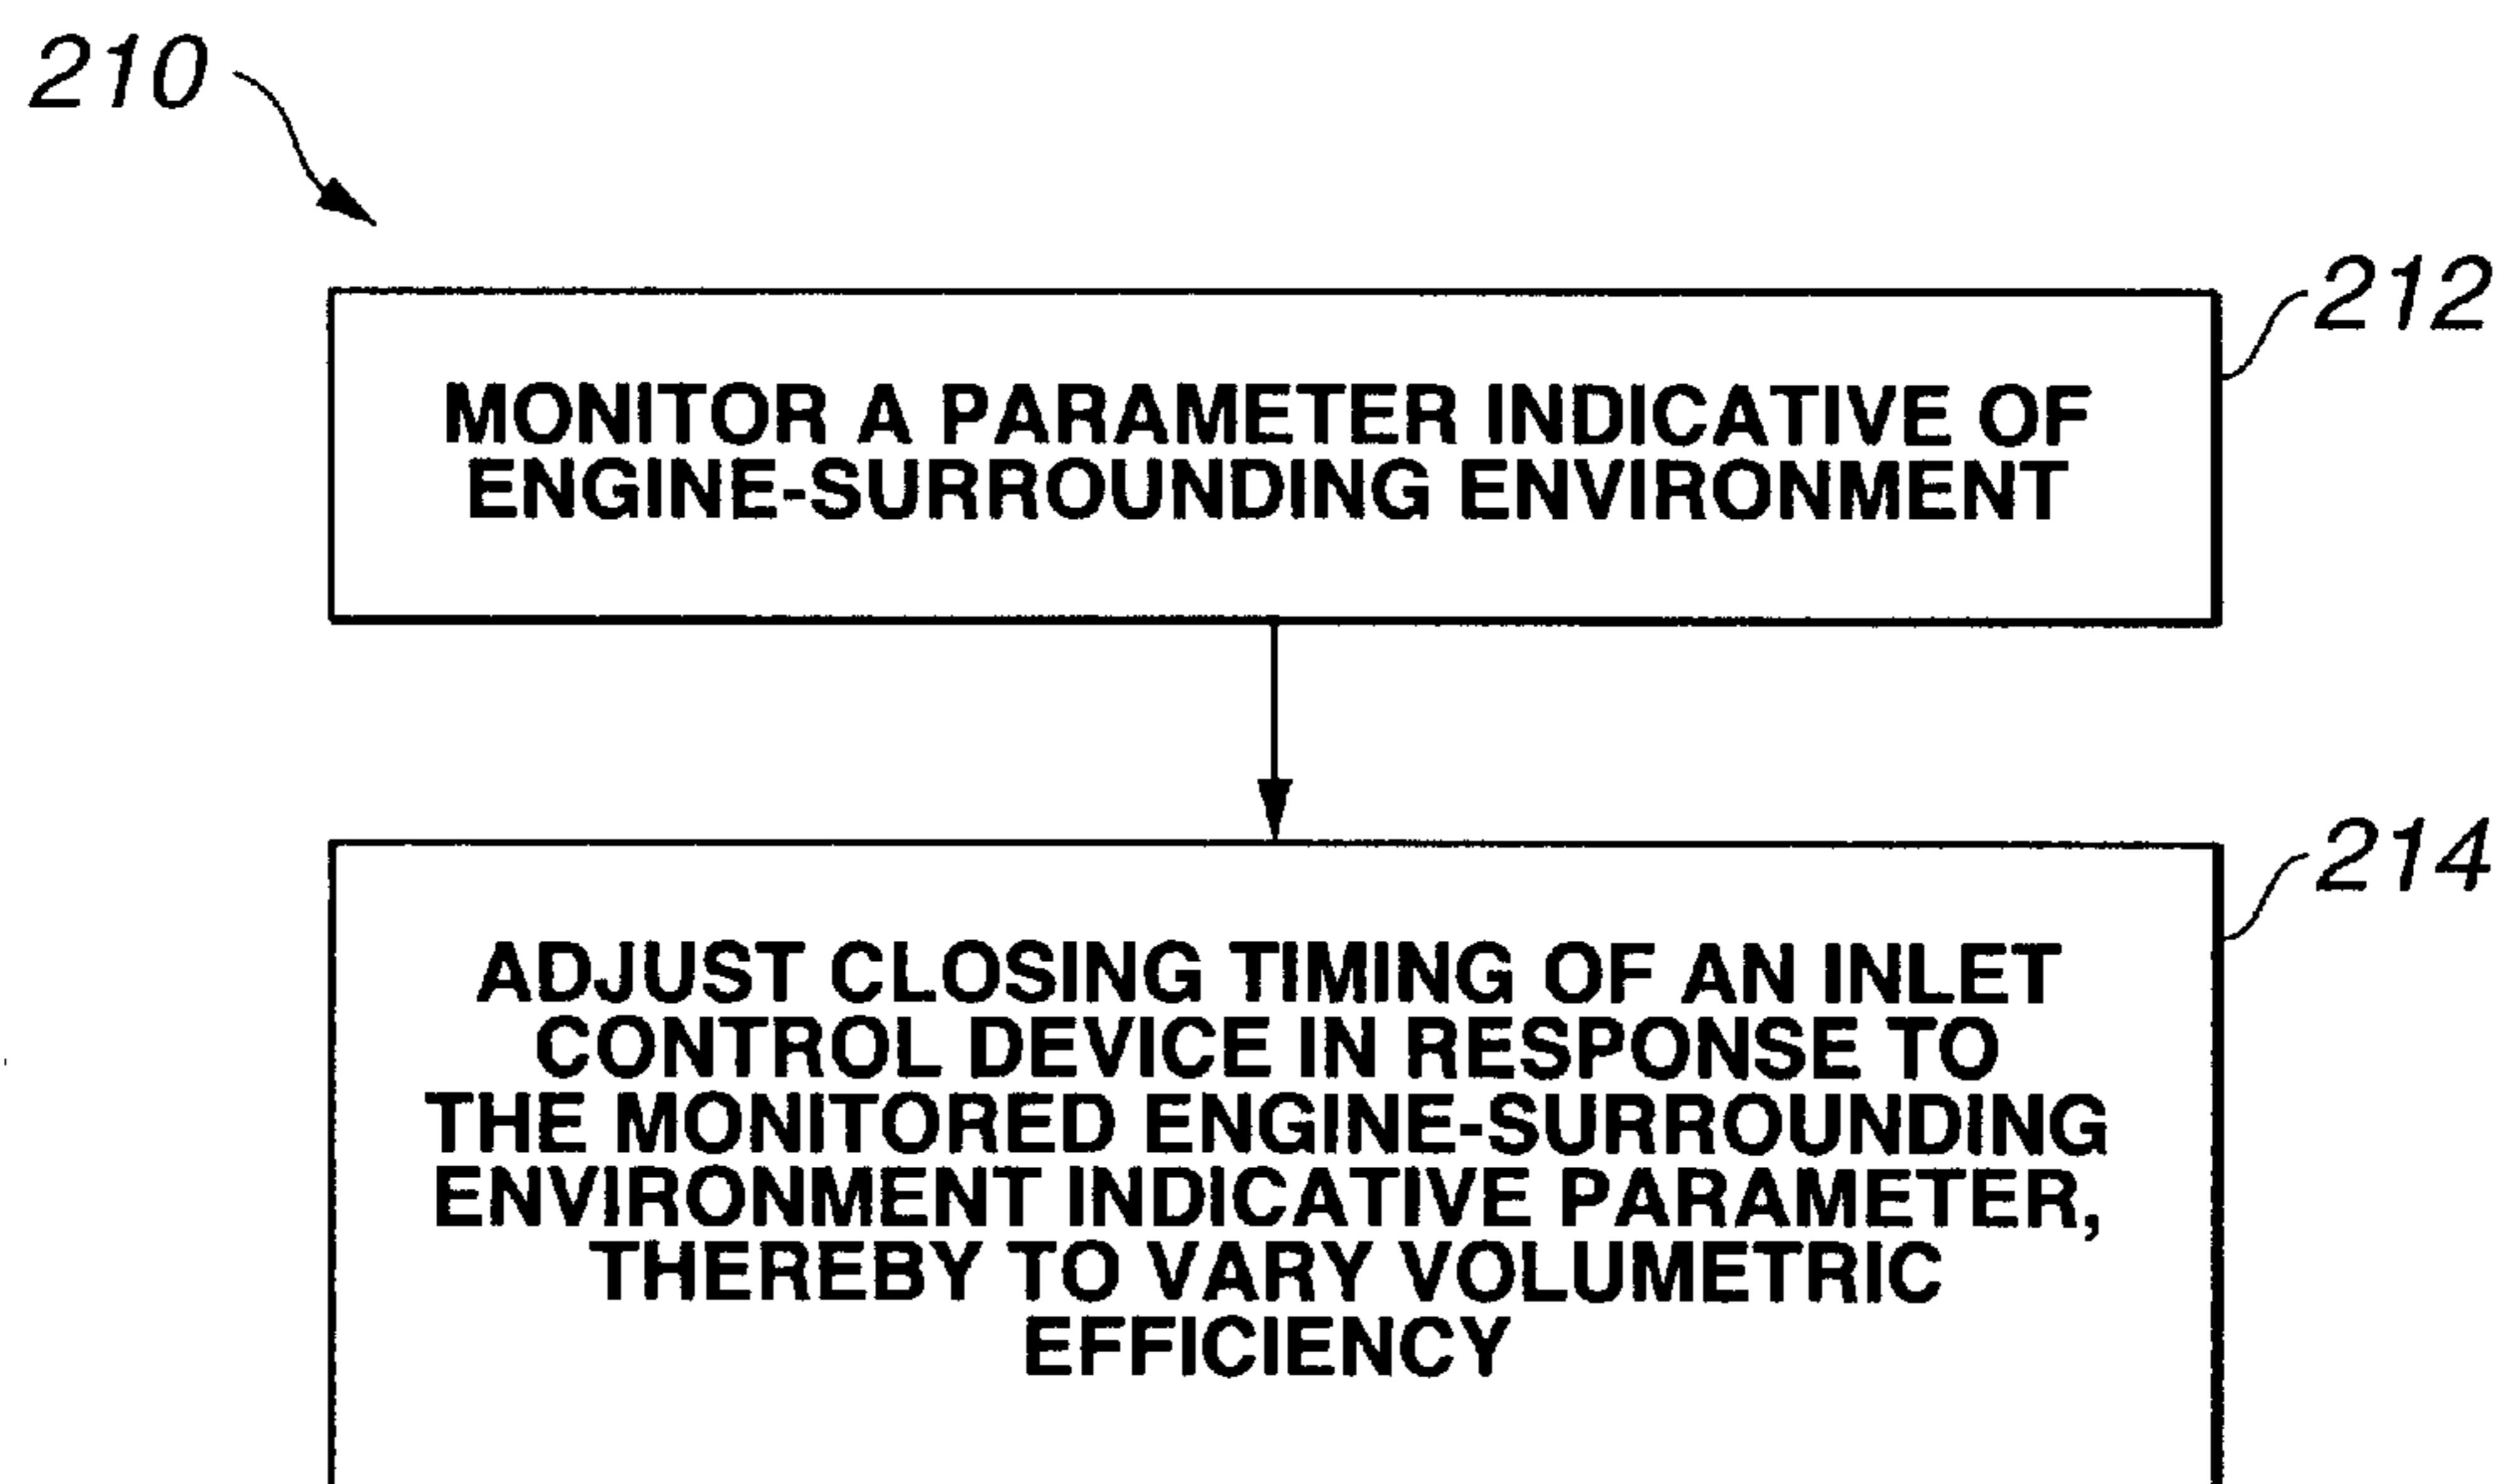 210
212
MONITOR A PARAMETER INDICATIVE OF
ENGINE-SURROUNDING ENVIRONMENT
214
ADJUST CLOSING TIMING OF AN INLET
CONTROL DEVICE IN RESPONSE TO
THE MONITORED ENGINE-SURROUNDING
ENVIRONMENT INDICATIVE PARAMETER,
THEREBY TO VARY VOLUMETRIC
EFFICIENCY